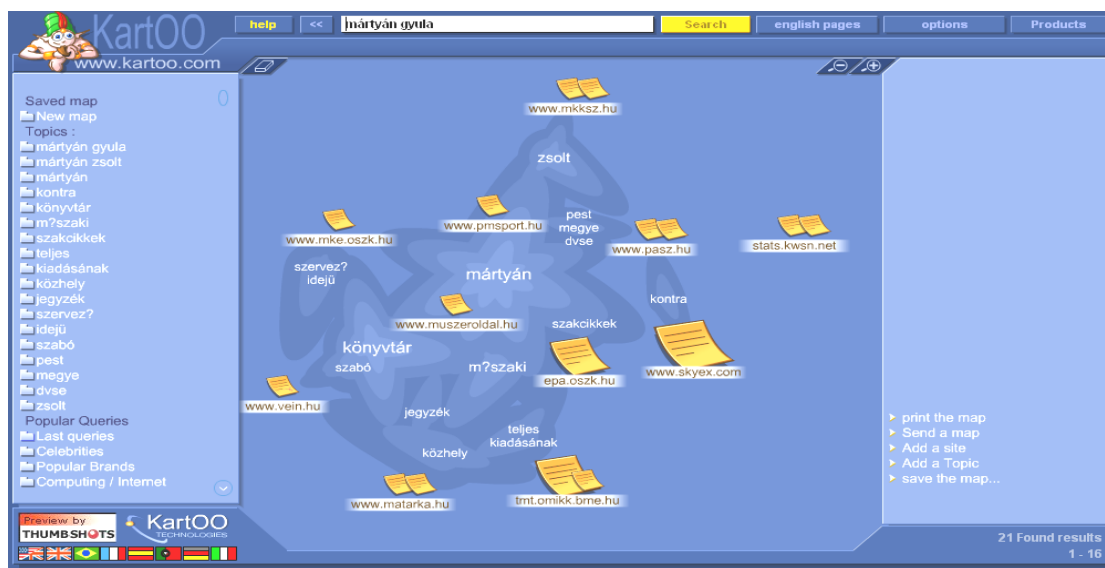 KartOO
www.kartoo.com
help
<<
mártyán gyula
Search
english pages
options
Products
Saved map
New map
Topics :
mártyán gyula
mártyán zsolt
mártyán
kontra
könyvtár
m?szaki
szakcikkek
teljes
kiadásának
közhely
jegyzék
szervez?
idejü
szabó
pest
megye
dvse
zsolt
Popular Queries
Last queries
Celebrities
Popular Brands
Computing / Internet
Preview by
THUMBSHOTS
KartOO
TECHNOLOGIES
www.mkksz.hu
zsolt
www.pmsport.hu
pest
megye
dvse
www.mke.oszk.hu
www.pasz.hu
stats.kwsn.net
szervez?
idejü
mártyán
kontra
www.muszeroldal.hu
szakcikkek
könyvtár
szabó
m?szaki
epa.oszk.hu
www.skyex.com
www.vein.hu
jegyzék
teljes
kiadásának
közhely
www.matarka.hu
tmt.omikk.bme.hu
print the map
Send a map
Add a site
Add a Topic
save the map...
21 Found results
1 - 16